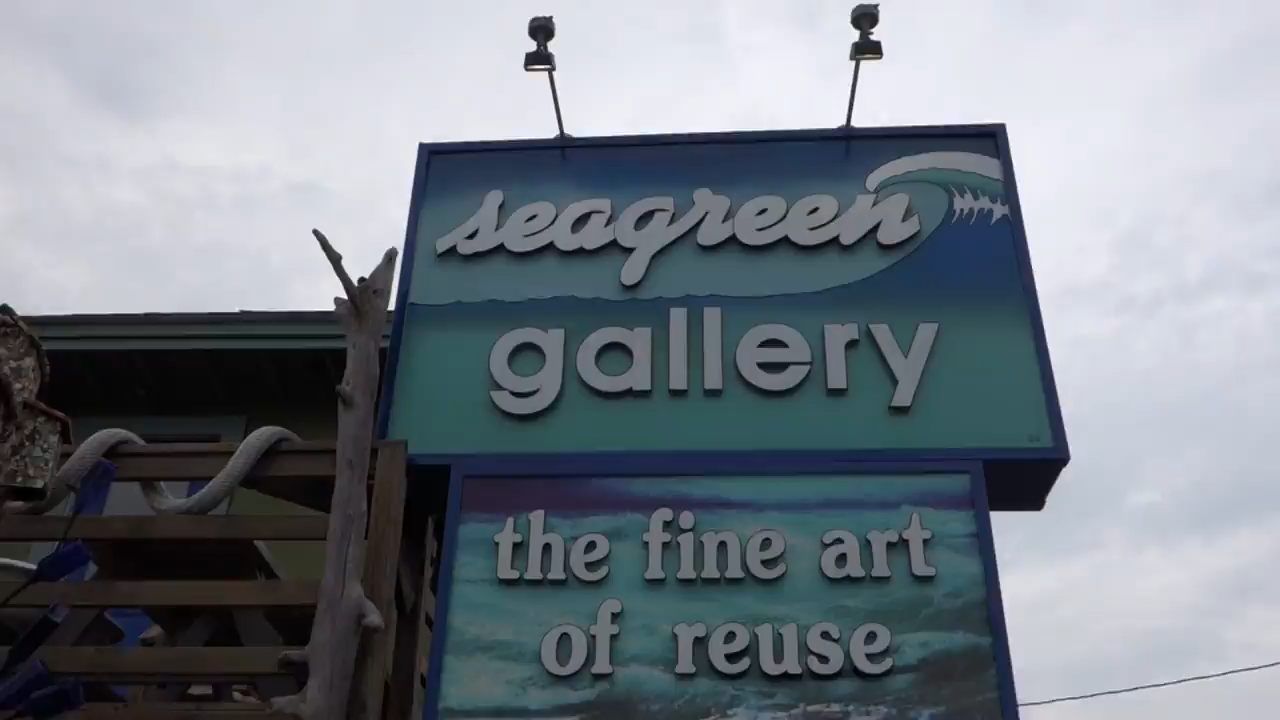 seagreen
gallery
the fine art
of reuse